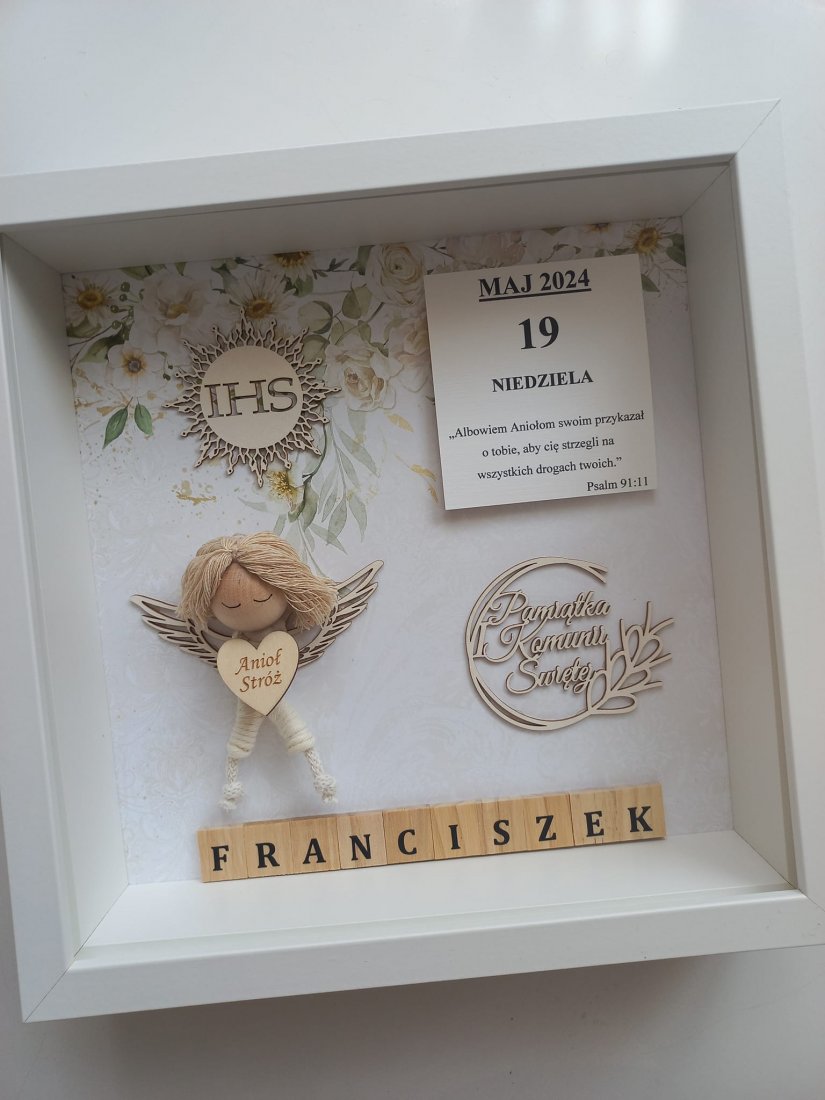 MAJ 2024
19
NIEDZIELA
„Albowiem Aniołom swoim przykazał
o tobie, aby cię strzegli na
wszystkich drogach twoich.”
Psalm 91:11
IHS
Anioł
Stróż
Pamiątka
Komunii
Świętej
FRANCISZEK